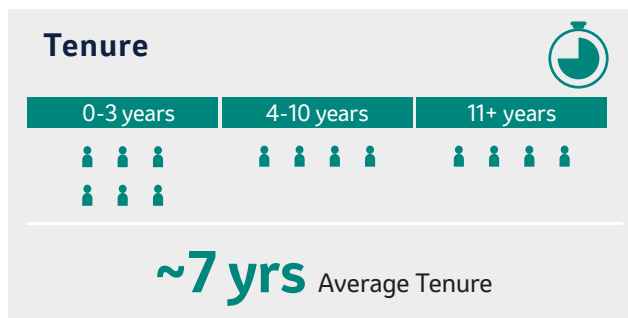 Tenure
0-3 years 4-10 years 11+ years
~7 yrs Average Tenure